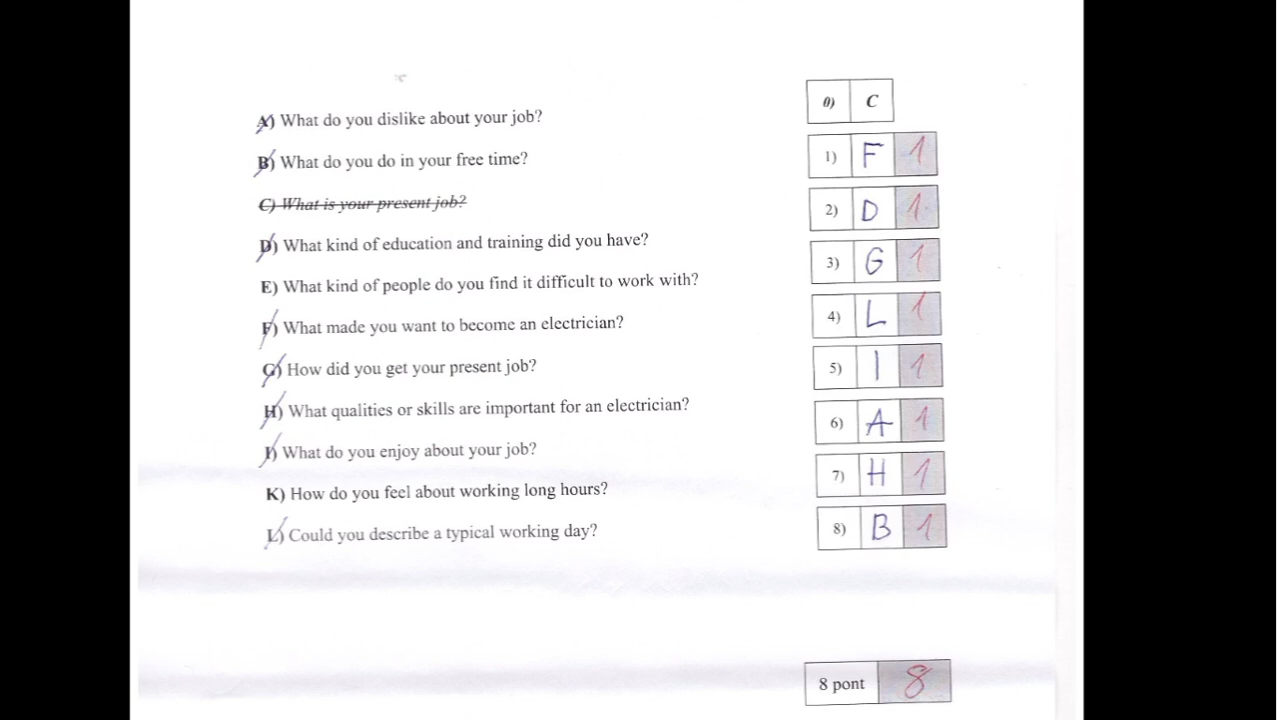 A) What do you dislike about your job?
B) What do you do in your free time?
C) What is your present job?
D) What kind of education and training did you have?
E) What kind of people do you find it difficult to work with?
F) What made you want to become an electrician?
G) How did you get your present job?
H) What qualities or skills are important for an electrician?
I) What do you enjoy about your job?
K) How do you feel about working long hours?
L) Could you describe a typical working day?
0) C
1) F 1
2) D 1
3) G 1
4) L 1
5) I 1
6) A 1
7) H 1
8) B 1
8 pont 8